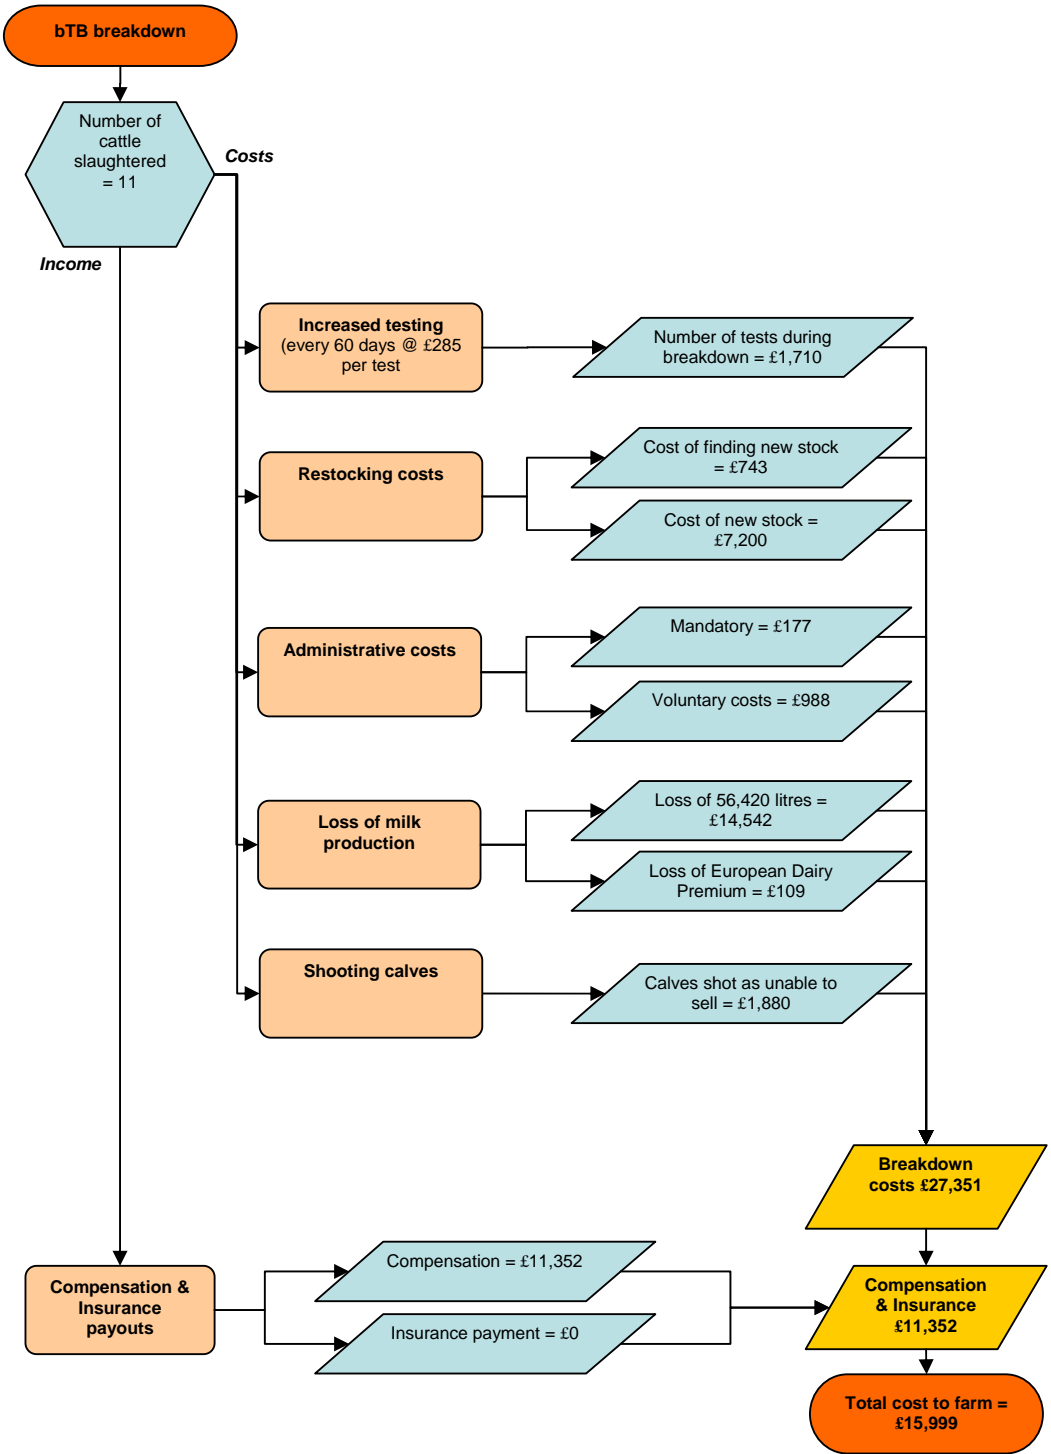 bTB breakdown
Number of
cattle
slaughtered
= 11
Costs
Income
Increased testing
(every 60 days @ £285
per test
Number of tests during
breakdown = £1,710
Restocking costs
Cost of finding new stock
= £743
Cost of new stock =
£7,200
Administrative costs
Mandatory = £177
Voluntary costs = £988
Loss of milk
production
Loss of 56,420 litres =
£14,542
Loss of European Dairy
Premium = £109
Shooting calves
Calves shot as unable to
sell = £1,880
Breakdown
costs £27,351
Compensation &
Insurance
payouts
Compensation = £11,352
Insurance payment = £0
Compensation
& Insurance
£11,352
Total cost to farm =
£15,999